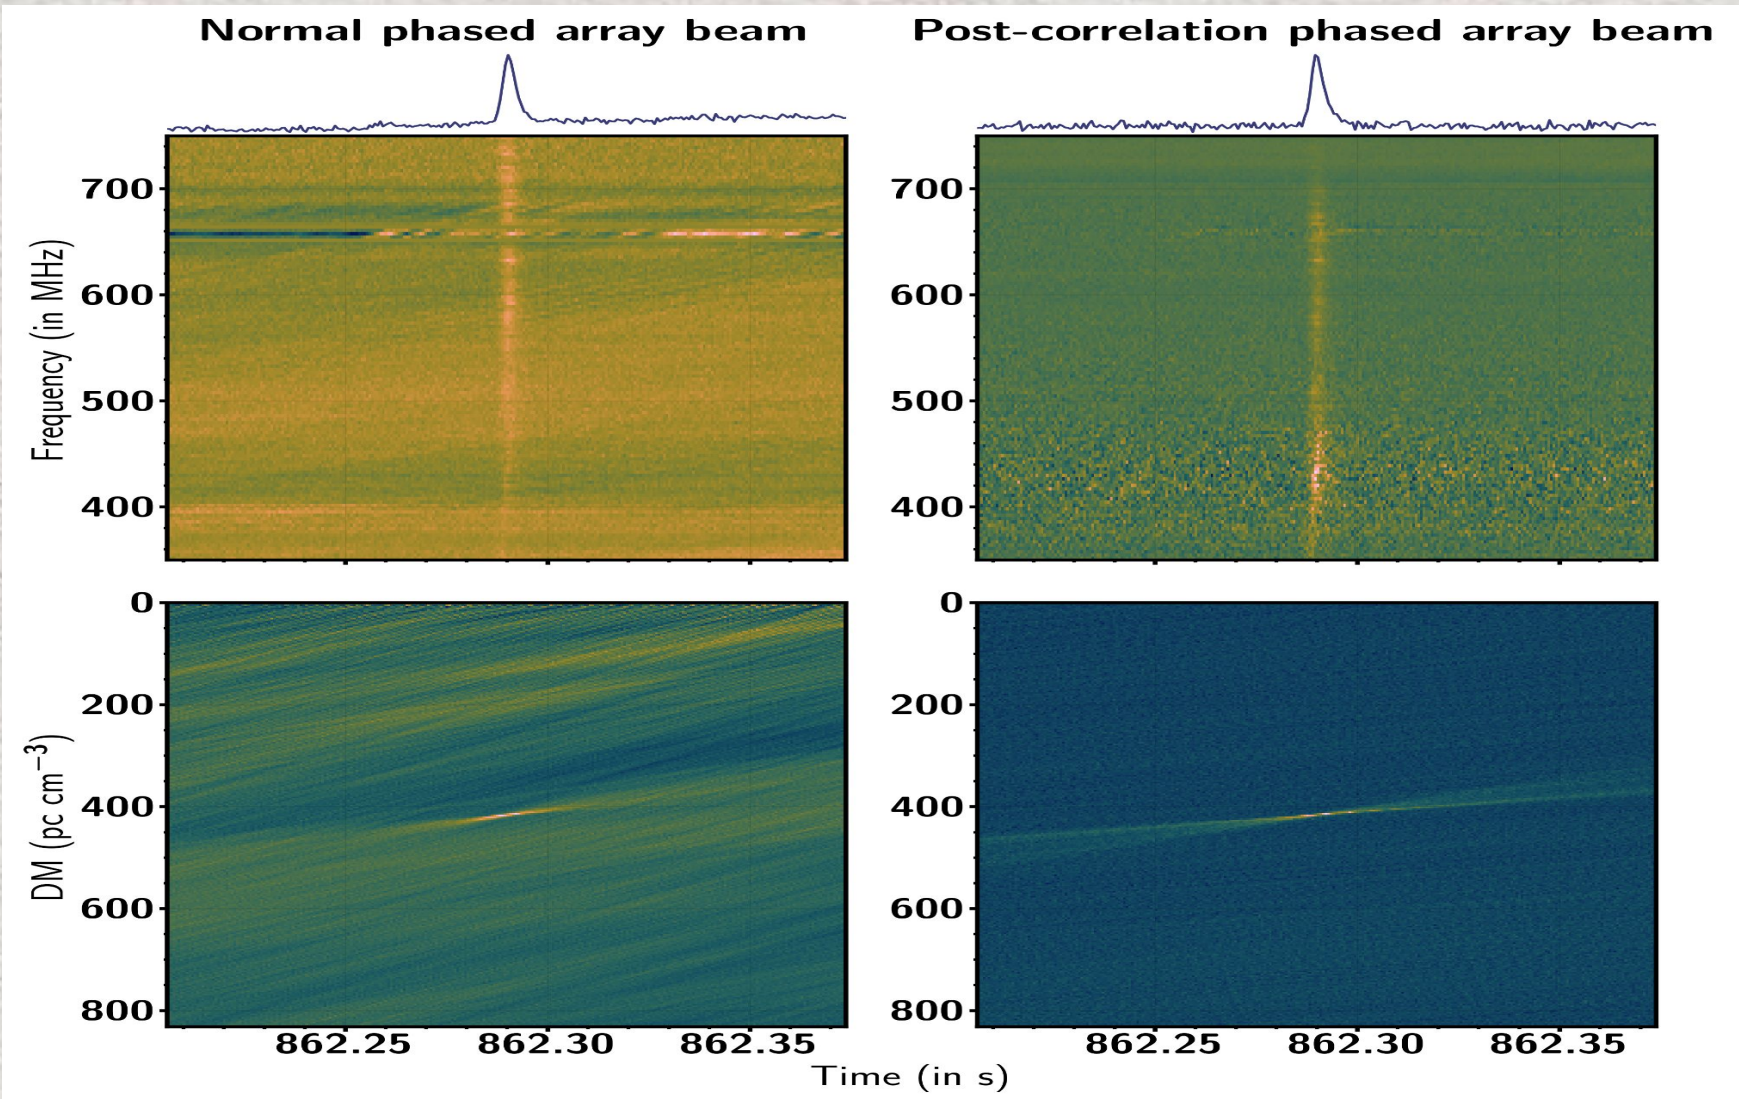 Normal phased array beam
Post-correlation phased array beam
Frequency (in MHz)
700
600
500
400
700
600
500
400
DM (pc cm⁻³)
0
200
400
600
800
0
200
400
600
800
862.25 862.30 862.35
862.25 862.30 862.35
Time (in s)